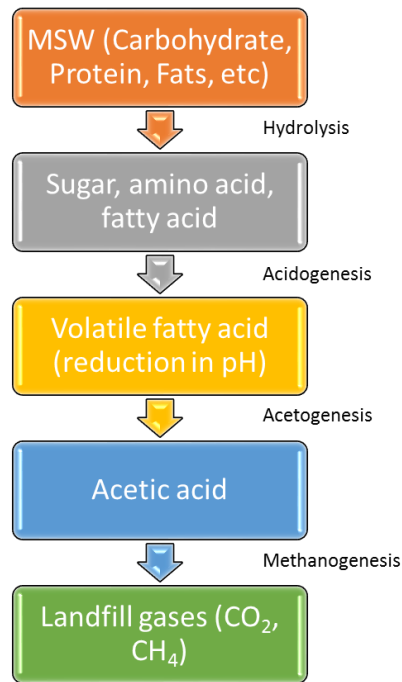 MSW (Carbohydrate,
Protein, Fats, etc)
Hydrolysis
Sugar, amino acid,
fatty acid
Acidogenesis
Volatile fatty acid
(reduction in pH)
Acetogenesis
Acetic acid
Methanogenesis
Landfill gases (CO₂,
CH₄)